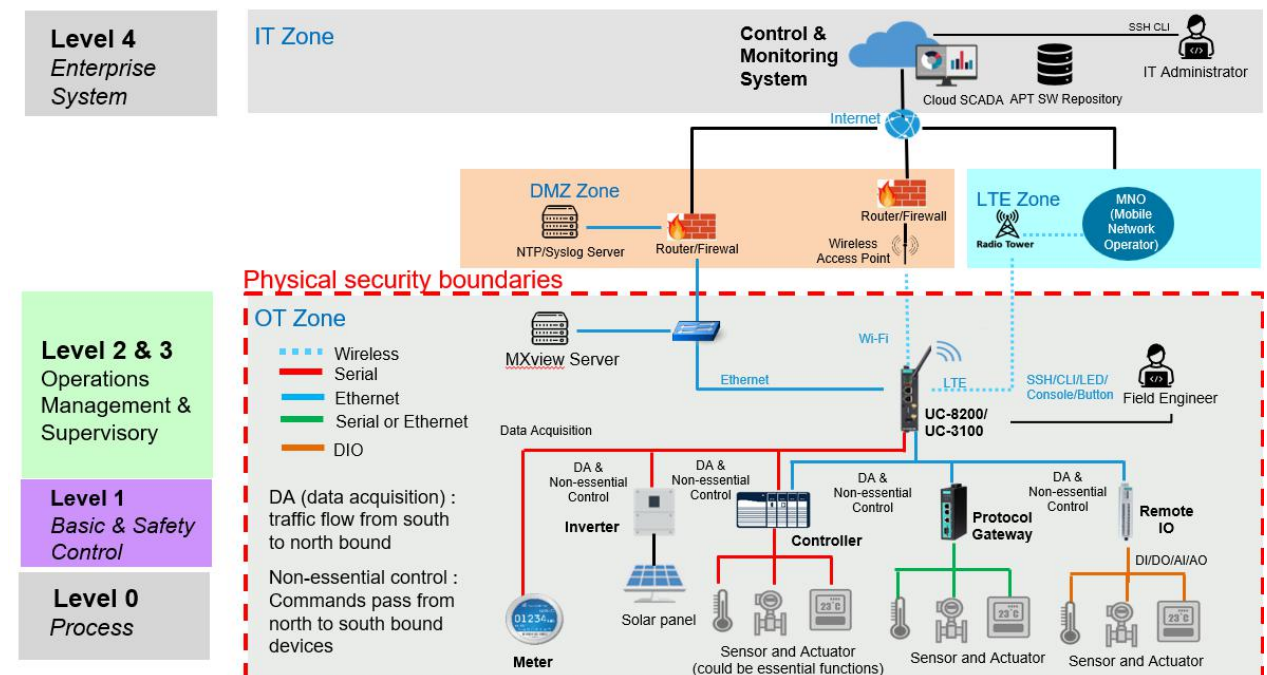 Level 4
Enterprise
System
IT Zone
Control &
Monitoring
System
SSH CLI
IT Administrator
Cloud SCADA
APT SW Repository
Internet
DMZ Zone
NTP/Syslog Server
Router/Firewal
Router/Firewall
Wireless
Access Point
LTE Zone
Radio Tower
MNO
(Mobile
Network
Operator)
Physical security boundaries
Level 2 & 3
Operations
Management &
Supervisory
OT Zone
Wireless
Serial
Ethernet
Serial or Ethernet
DIO
MXview Server
Ethernet
Wi-Fi
LTE
SSH/CLI/LED/
Console/Button
Field Engineer
UC-8200/
UC-3100
Data Acquisition
Level 1
Basic & Safety
Control
DA (data acquisition) :
traffic flow from south
to north bound
Non-essential control :
Commands pass from
north to south bound
devices
DA &
Non-essential
Control
Inverter
DA &
Non-essential
Control
Controller
DA &
Non-essential
Control
Protocol
Gateway
DA &
Non-essential
Control
Remote
IO
DI/DO/AI/AO
Level 0
Process
01234
Meter
Solar panel
23°C
Sensor and Actuator
(could be essential functions)
23°C
Sensor and Actuator
23°C
Sensor and Actuator